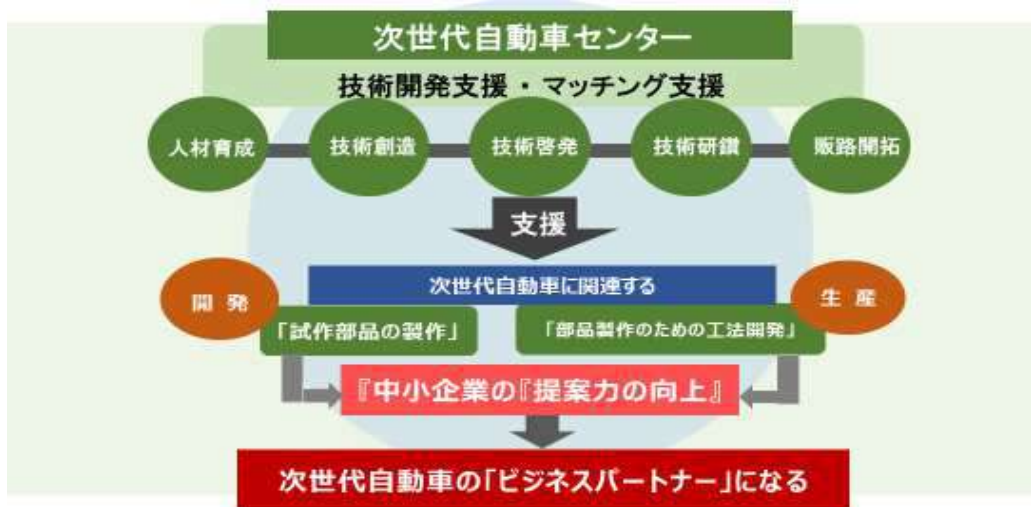 次世代自動車センター
技術開発支援・マッチング支援
人材育成
技術創造
技術啓発
技術研鑽
販路開拓
支援
開 発
次世代自動車に関連する
生 産
「試作部品の製作」
「部品製作のための工法開発」
『中小企業の『提案力の向上』
次世代自動車の「ビジネスパートナー」になる